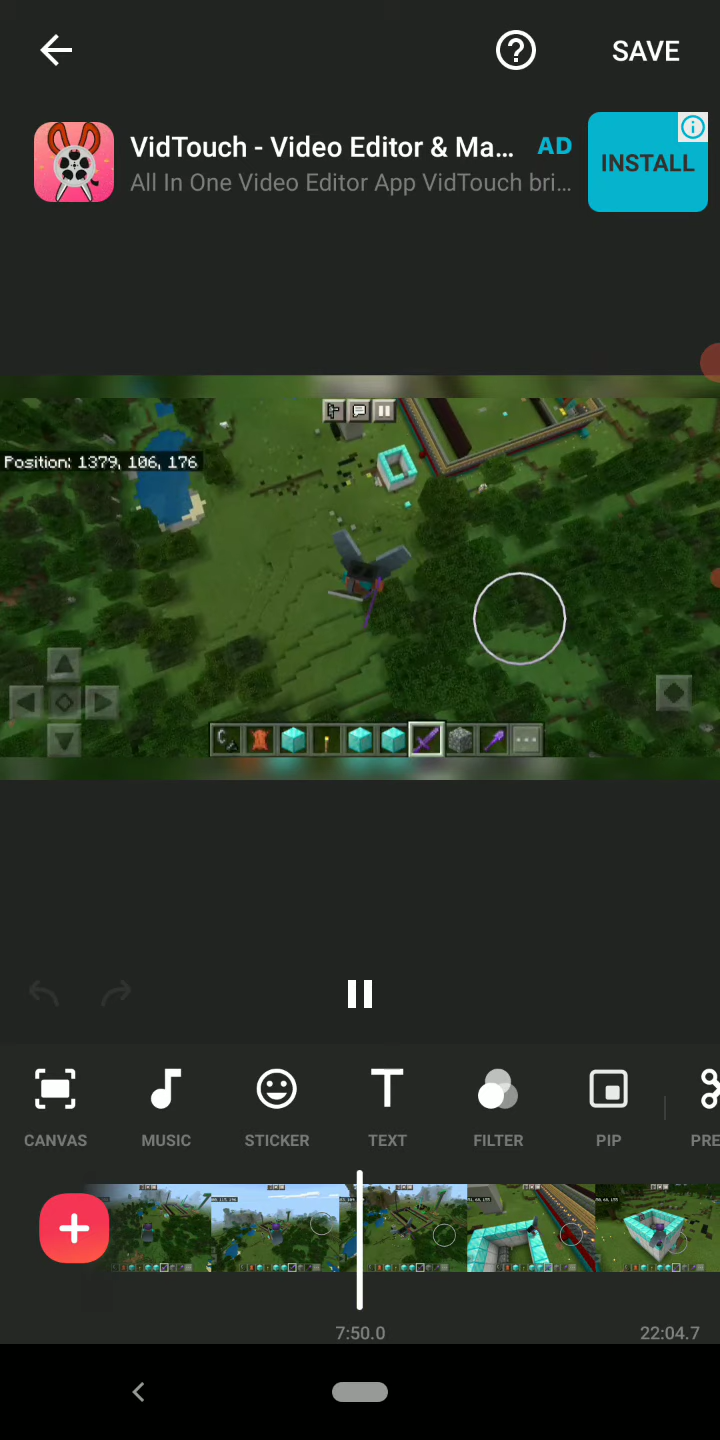 SAVE
VidTouch - Video Editor & Ma... AD
All In One Video Editor App VidTouch bri...
INSTALL
Position: 1379, 106, 176
CANVAS
MUSIC
STICKER
TEXT
FILTER
PIP
PRE
7:50.0
22:04.7